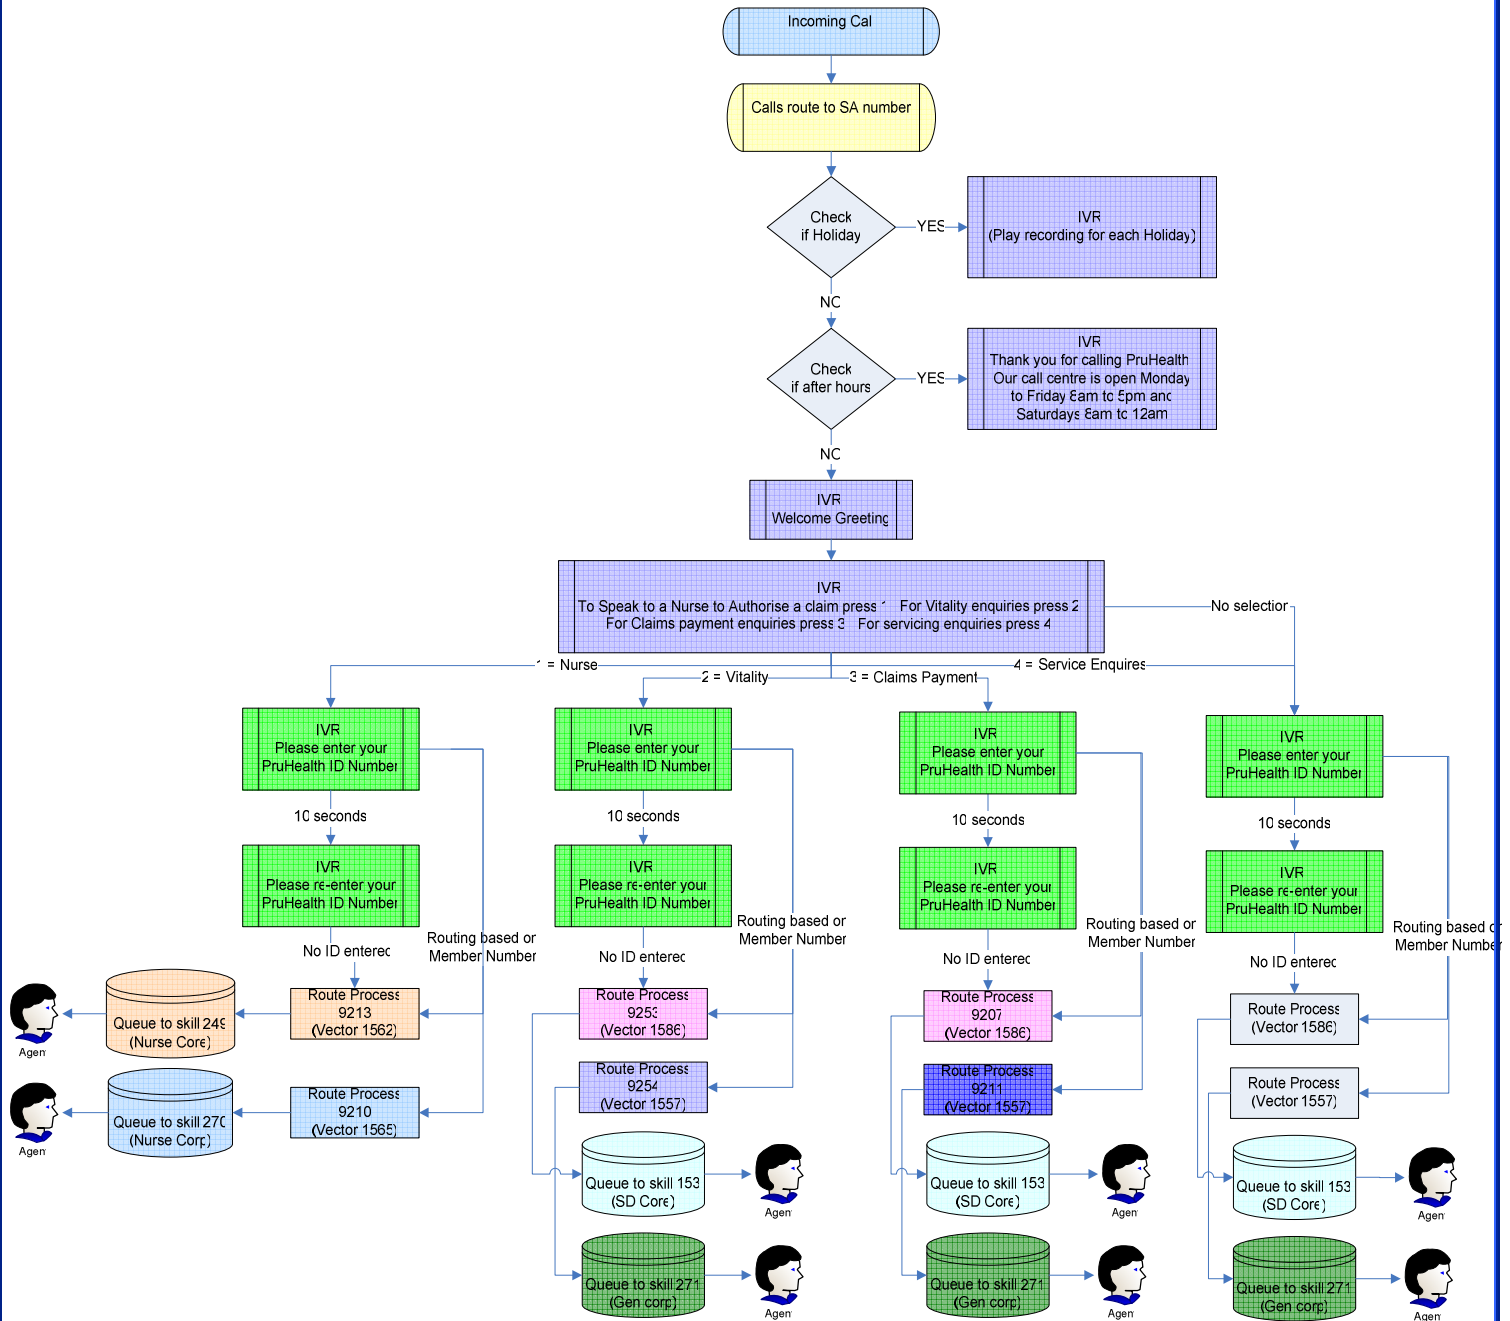 Incoming Cal
Calls route to SA number
Check
if Holiday
YES
IVR
(Play recording for each Holiday)
NO
Check
if after hours
YES
IVR
Thank you for calling PruHealth
Our call centre is open Monday
to Friday 8am to 5pm and
Saturdays 8am to 12am
NO
IVR
Welcome Greeting
IVR
To Speak to a Nurse to Authorise a claim press 1 For Vitality enquiries press 2
For Claims payment enquiries press 3 For servicing enquiries press 4
No selection
1 = Nurse
4 = Service Enquires
2 = Vitality
3 = Claims Payment
IVR
Please enter your
PruHealth ID Number
IVR
Please enter your
PruHealth ID Number
IVR
Please enter your
PruHealth ID Number
IVR
Please enter your
PruHealth ID Number
10 seconds
10 seconds
10 seconds
10 seconds
IVR
Please re-enter your
PruHealth ID Number
IVR
Please re-enter your
PruHealth ID Number
IVR
Please re-enter your
PruHealth ID Number
IVR
Please re-enter your
PruHealth ID Number
No ID entered
Routing based on
Member Number
No ID entered
Routing based on
Member Number
No ID entered
Routing based on
Member Number
No ID entered
Routing based or
Member Number
Agent
Queue to skill 249
(Nurse Core)
Route Process
9213
(Vector 1562)
Route Process
9253
(Vector 1586)
Route Process
9207
(Vector 1586)
Route Process
(Vector 1586)
Agent
Queue to skill 270
(Nurse Corp)
Route Process
9210
(Vector 1565)
Route Process
9254
(Vector 1557)
Route Process
9211
(Vector 1557)
Route Process
(Vector 1557)
Queue to skill 153
(SD Core)
Agent
Queue to skill 153
(SD Core)
Agent
Queue to skill 153
(SD Core)
Agent
Queue to skill 271
(Gen corp)
Agent
Queue to skill 271
(Gen corp)
Agent
Queue to skill 271
(Gen corp)
Agent